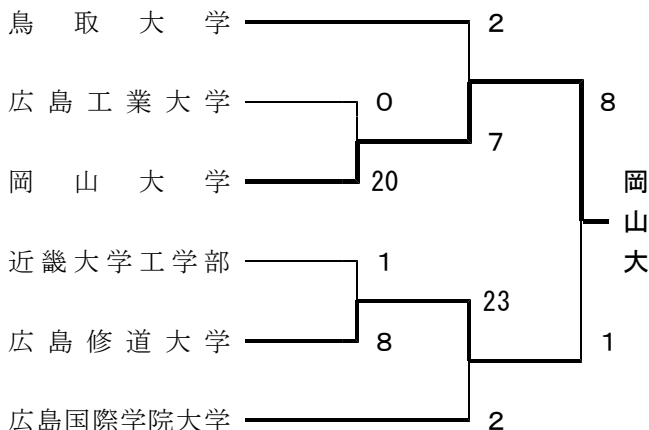 鳥取大学 2
広島工業大学 0 8
7
岡山大学 20 岡
山
近畿大学工学部 1 大
23
広島修道大学 8 1
広島国際学院大学 2